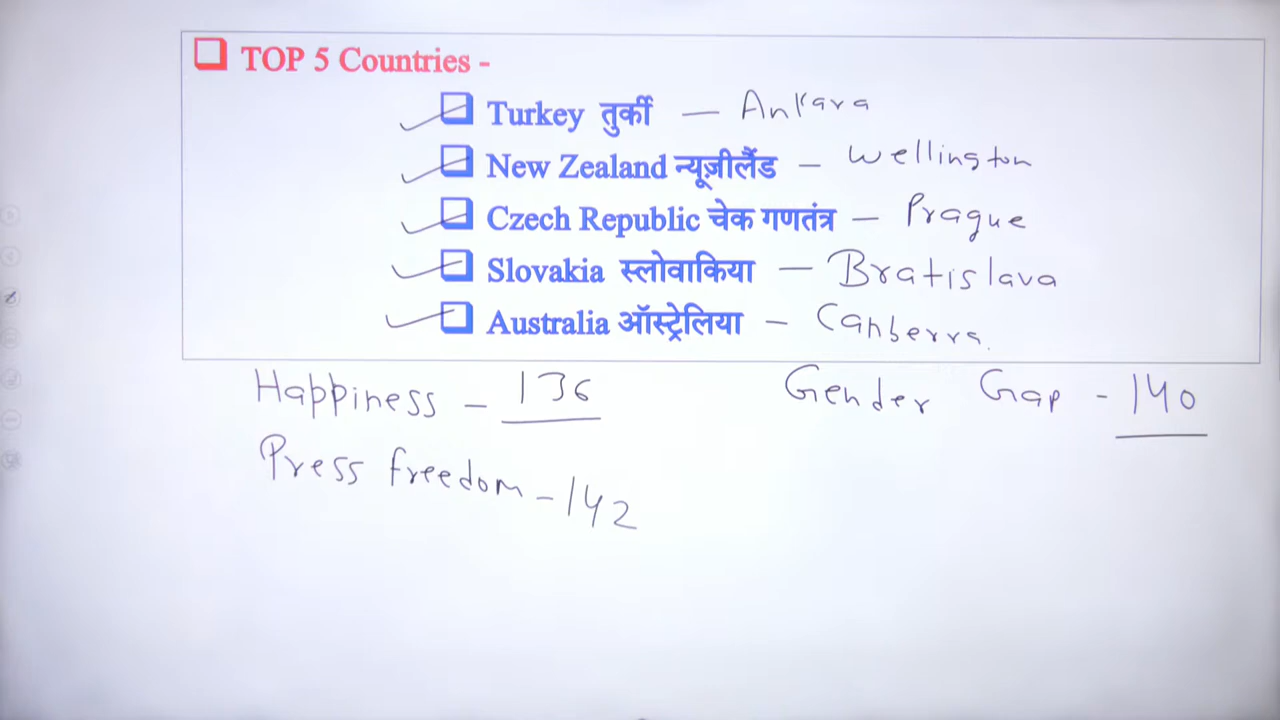 TOP 5 Countries -
Turkey तुर्की — Ankara
New Zealand न्यूज़ीलैंड – Wellington
Czech Republic चेक गणतंत्र – Prague
Slovakia स्लोवाकिया — Bratislava
Australia ऑस्ट्रेलिया – Canberra.
Happiness – 136
Gender Gap - 140
Press freedom – 142